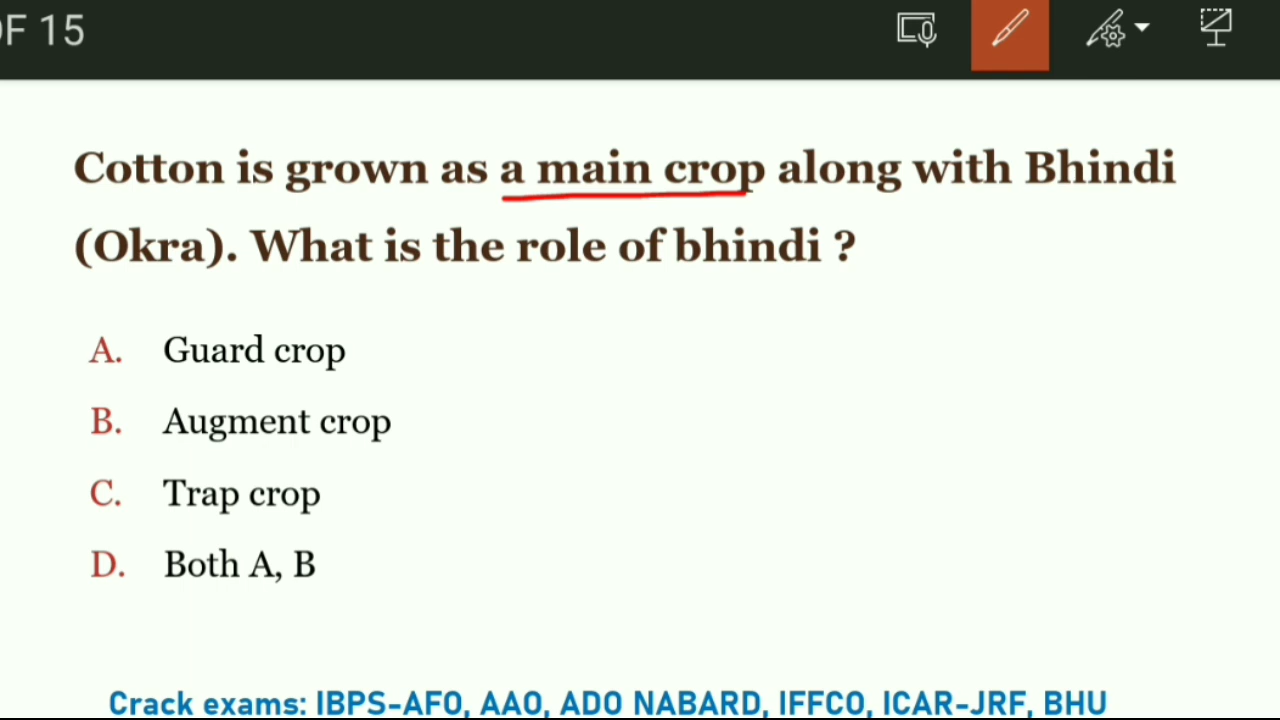 OF 15
Cotton is grown as a main crop along with Bhindi
(Okra). What is the role of bhindi ?
A. Guard crop
B. Augment crop
C. Trap crop
D. Both A, B
Crack exams: IBPS-AFO, AAO, ADO NABARD, IFFCO, ICAR-JRF, BHU